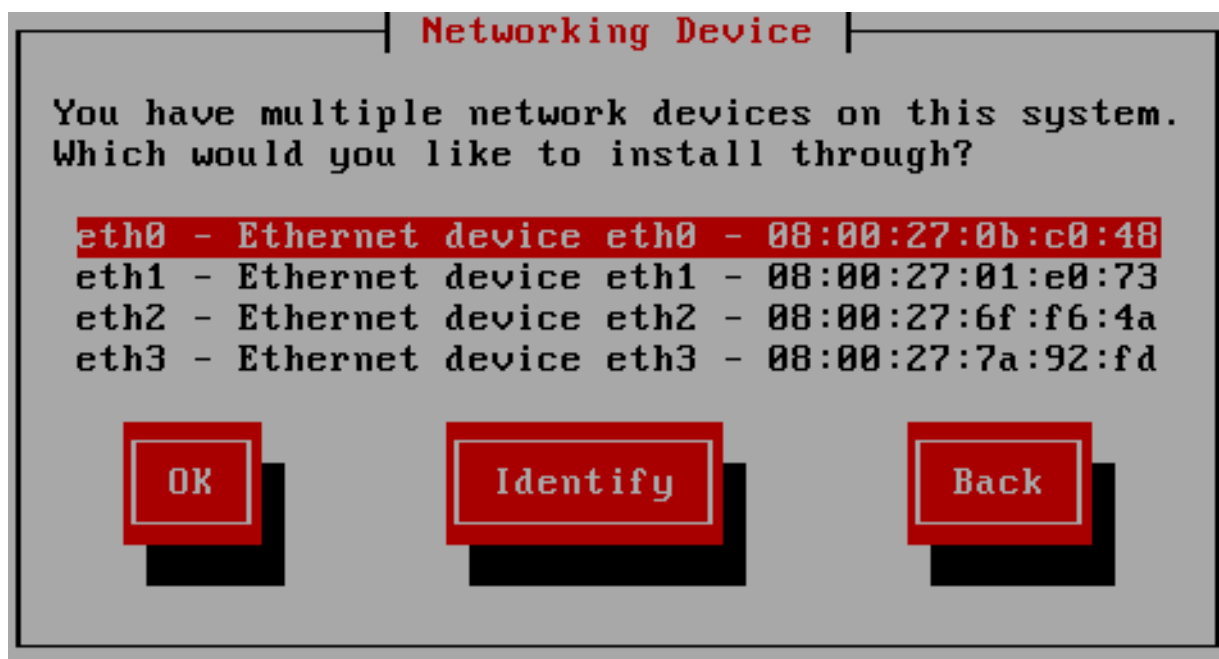 Networking Device
You have multiple network devices on this system.
Which would you like to install through?
eth0 - Ethernet device eth0 - 08:00:27:0b:c0:48
eth1 - Ethernet device eth1 - 08:00:27:01:e0:73
eth2 - Ethernet device eth2 - 08:00:27:6f:f6:4a
eth3 - Ethernet device eth3 - 08:00:27:7a:92:fd
OK Identify Back